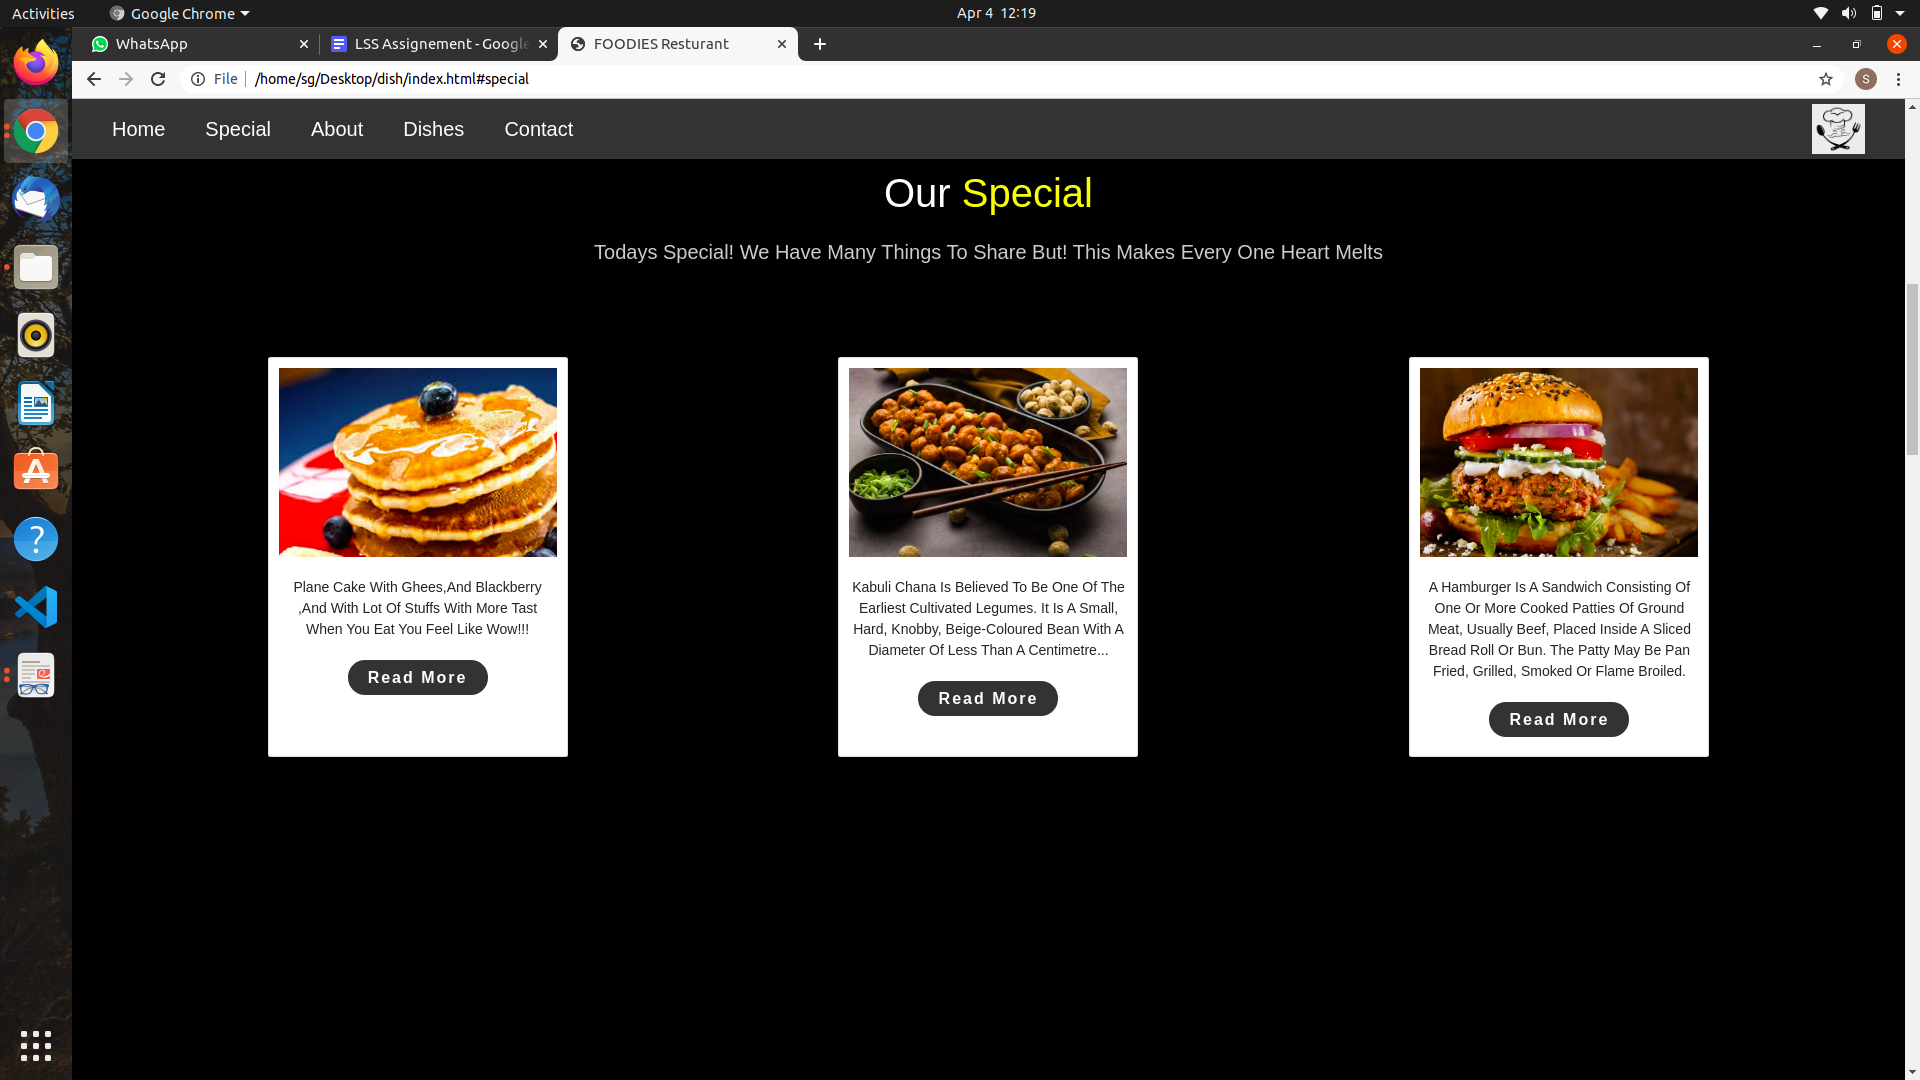 Activities
Google Chrome
Apr 4 12:19
WhatsApp
LSS Assignement - Google
FOODIES Resturant
File
/home/sg/Desktop/dish/index.html#special
S
Home
Special
About
Dishes
Contact
Our Special
Todays Special! We Have Many Things To Share But! This Makes Every One Heart Melts
Plane Cake With Ghees,And Blackberry
,And With Lot Of Stuffs With More Tast
When You Eat You Feel Like Wow!!!
Read More
Kabuli Chana Is Believed To Be One Of The
Earliest Cultivated Legumes. It Is A Small,
Hard, Knobby, Beige-Coloured Bean With A
Diameter Of Less Than A Centimetre...
Read More
A Hamburger Is A Sandwich Consisting Of
One Or More Cooked Patties Of Ground
Meat, Usually Beef, Placed Inside A Sliced
Bread Roll Or Bun. The Patty May Be Pan
Fried, Grilled, Smoked Or Flame Broiled.
Read More